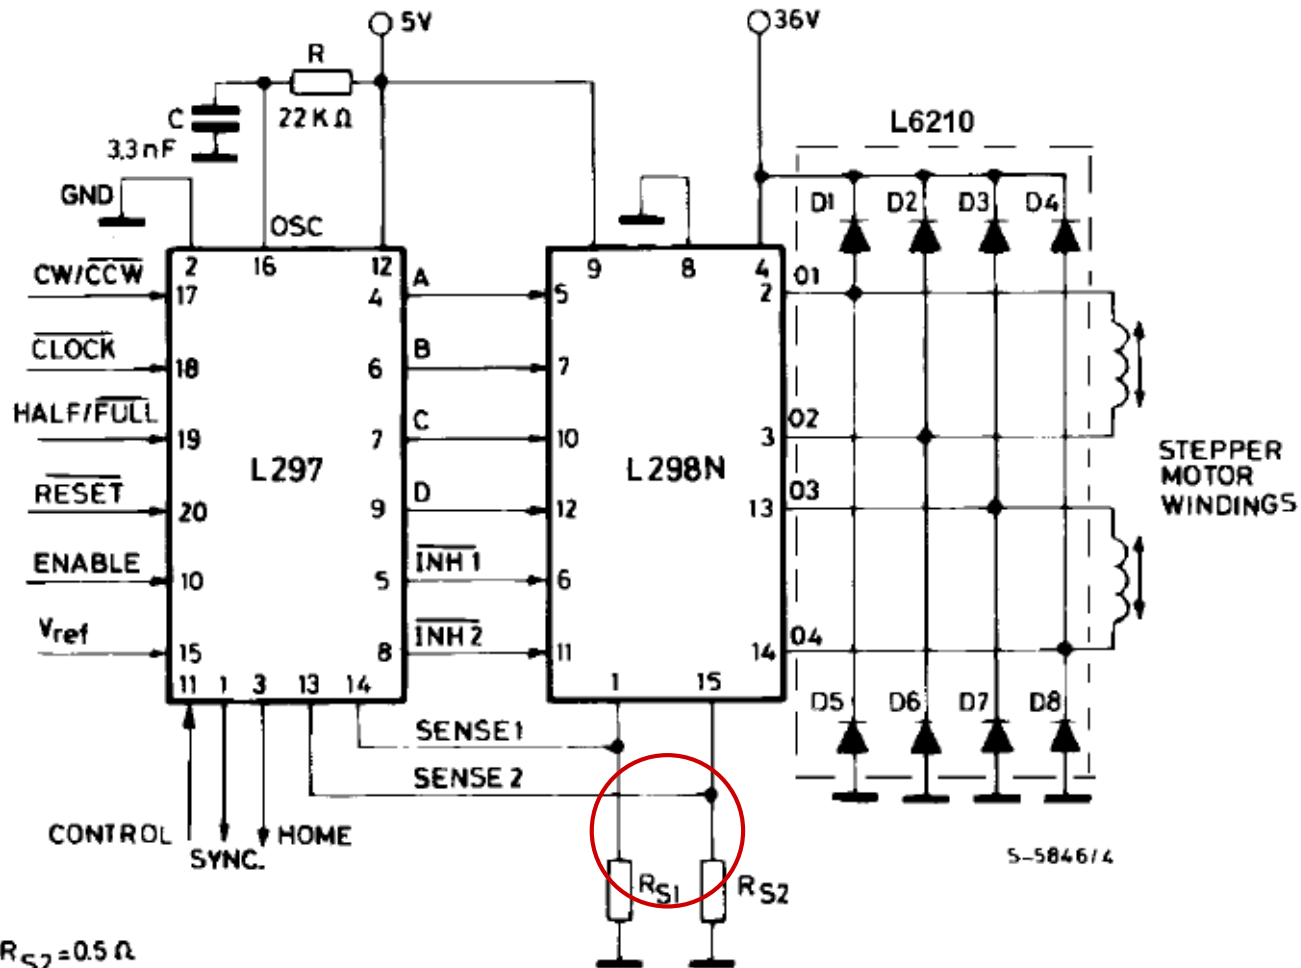 5V
36V
R
C
22KΩ
3.3nF
L6210
GND
OSC
D1 D2 D3 D4
2 16 12
9 8 4
CW/CCW
17
4 A
5
2 O1
CLOCK
18
6 B
7
HALF/FULL
19
7 C
10
3 O2
L297
L298N
STEPPER
MOTOR
WINDINGS
RESET
20
9 D
12
13 O3
ENABLE
10
5 INH1
6
Vref
15
8 INH2
11
14 O4
11 1 3 13 14
1 15
D5 D6 D7 D8
SENSE1
SENSE2
CONTROL
SYNC.
HOME
S-5846/4
RS1
RS2
RS2=0.5Ω